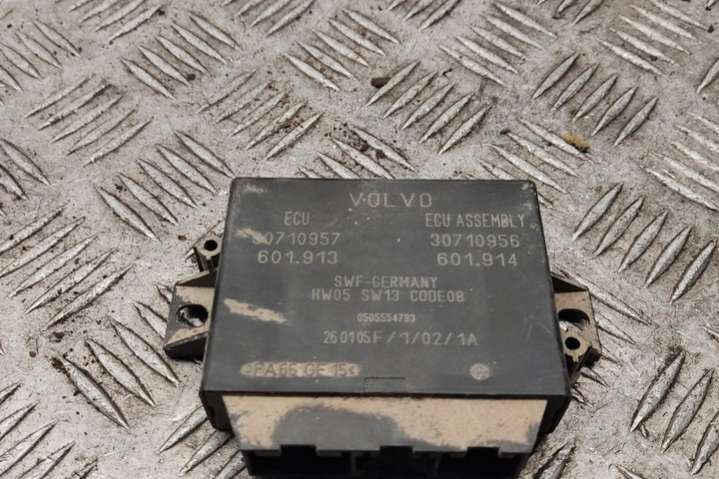 VOLVO
ECU ECU ASSEMBLY
30710957 30710956
601.913 601.914
SWF-GERMANY
HW05 SW13 CODE08
0505554793
260105F/1/02/1A
>PA66 GF15<